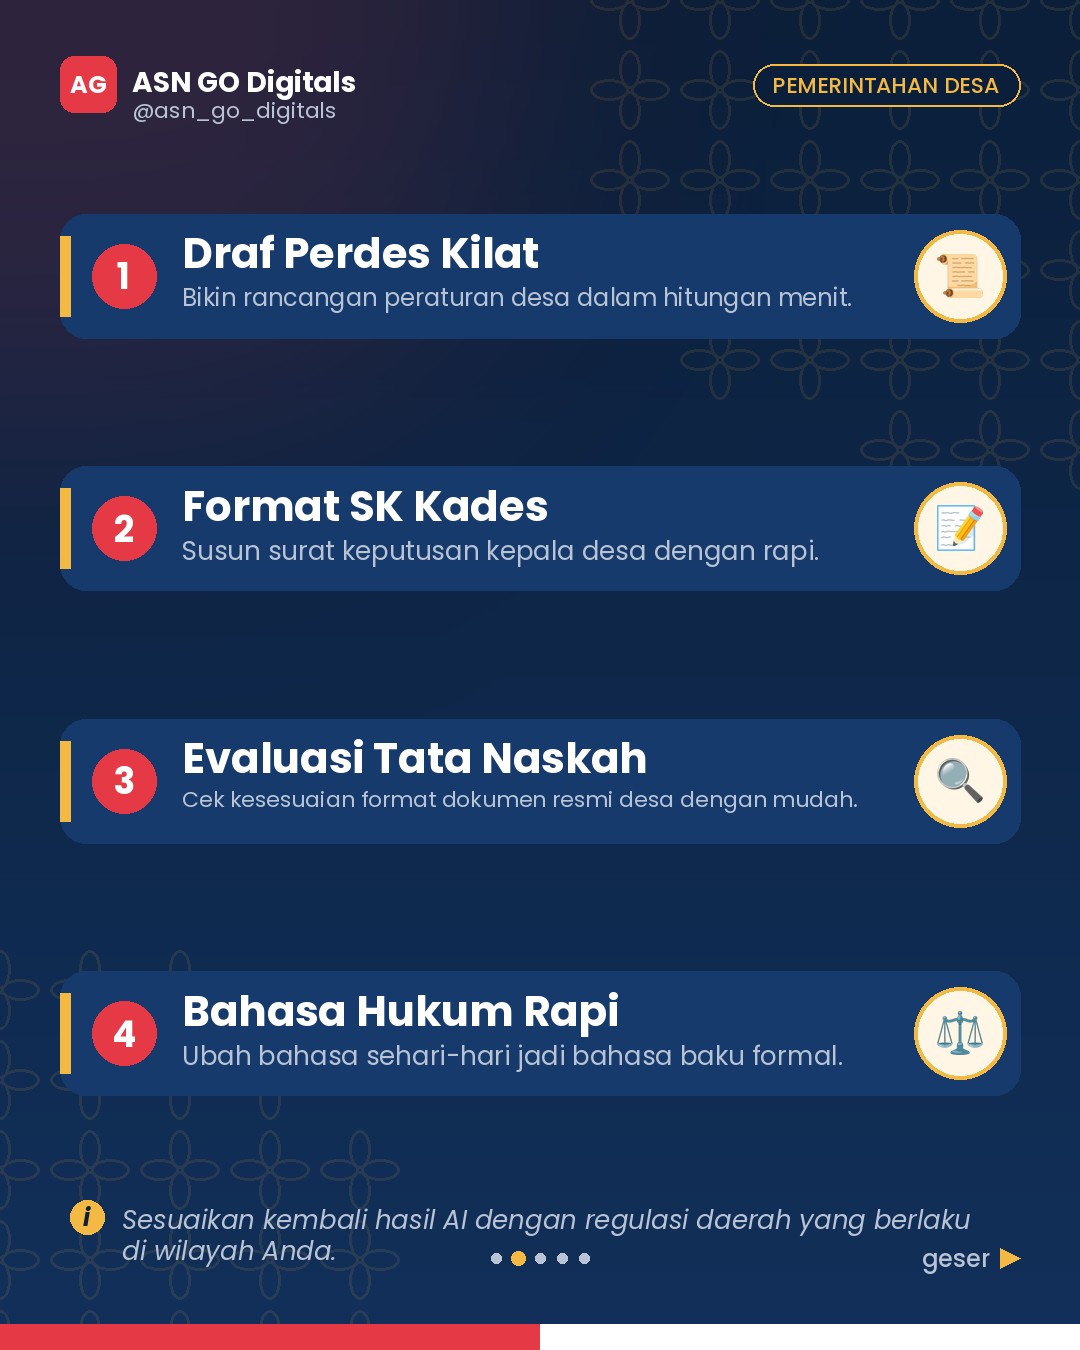 AG
ASN GO Digitals
@asn_go_digitals
PEMERINTAHAN DESA
1
Draf Perdes Kilat
Bikin rancangan peraturan desa dalam hitungan menit.
2
Format SK Kades
Susun surat keputusan kepala desa dengan rapi.
3
Evaluasi Tata Naskah
Cek kesesuaian format dokumen resmi desa dengan mudah.
4
Bahasa Hukum Rapi
Ubah bahasa sehari-hari jadi bahasa baku formal.
i
Sesuaikan kembali hasil AI dengan regulasi daerah yang berlaku
di wilayah Anda.
geser